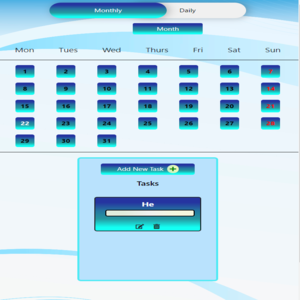 Monthly Daily
Month
Mon Tues Wed Thurs Fri Sat Sun
1 2 3 4 5 6 7
8 9 10 11 12 13 14
15 16 17 18 19 20 21
22 23 24 25 26 27 28
29 30 31
Add New Task
Tasks
He